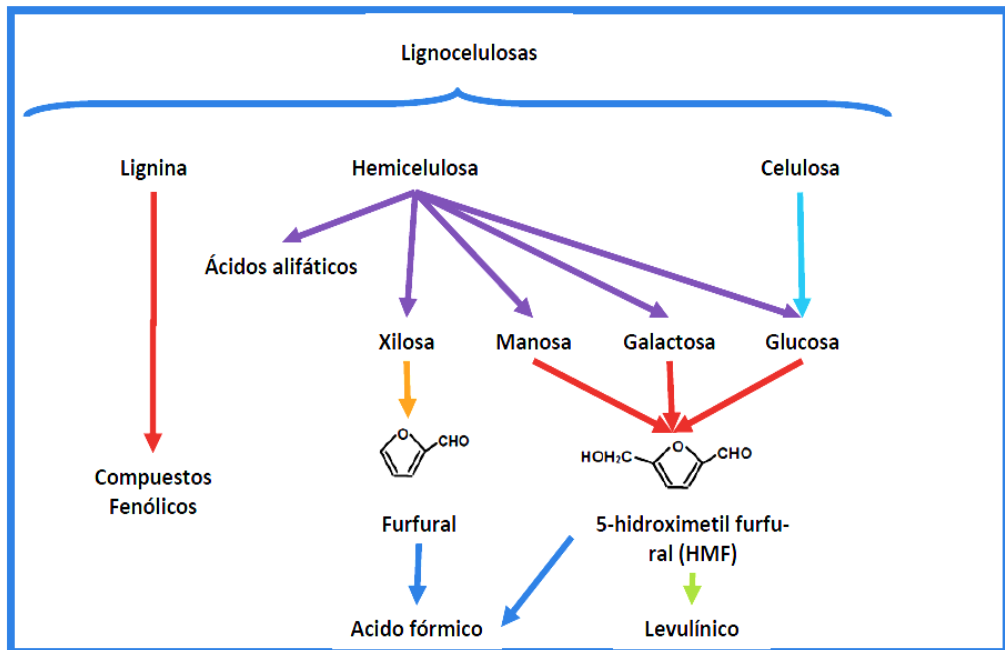 Lignocelulosas
Lignina
Hemicelulosa
Celulosa
Ácidos alifáticos
Xilosa
Manosa
Galactosa
Glucosa
O
CHO
HOH₂C
O
CHO
Compuestos
Fenólicos
Furfural
5-hidroximetil furfu-
ral (HMF)
Acido fórmico
Levulínico